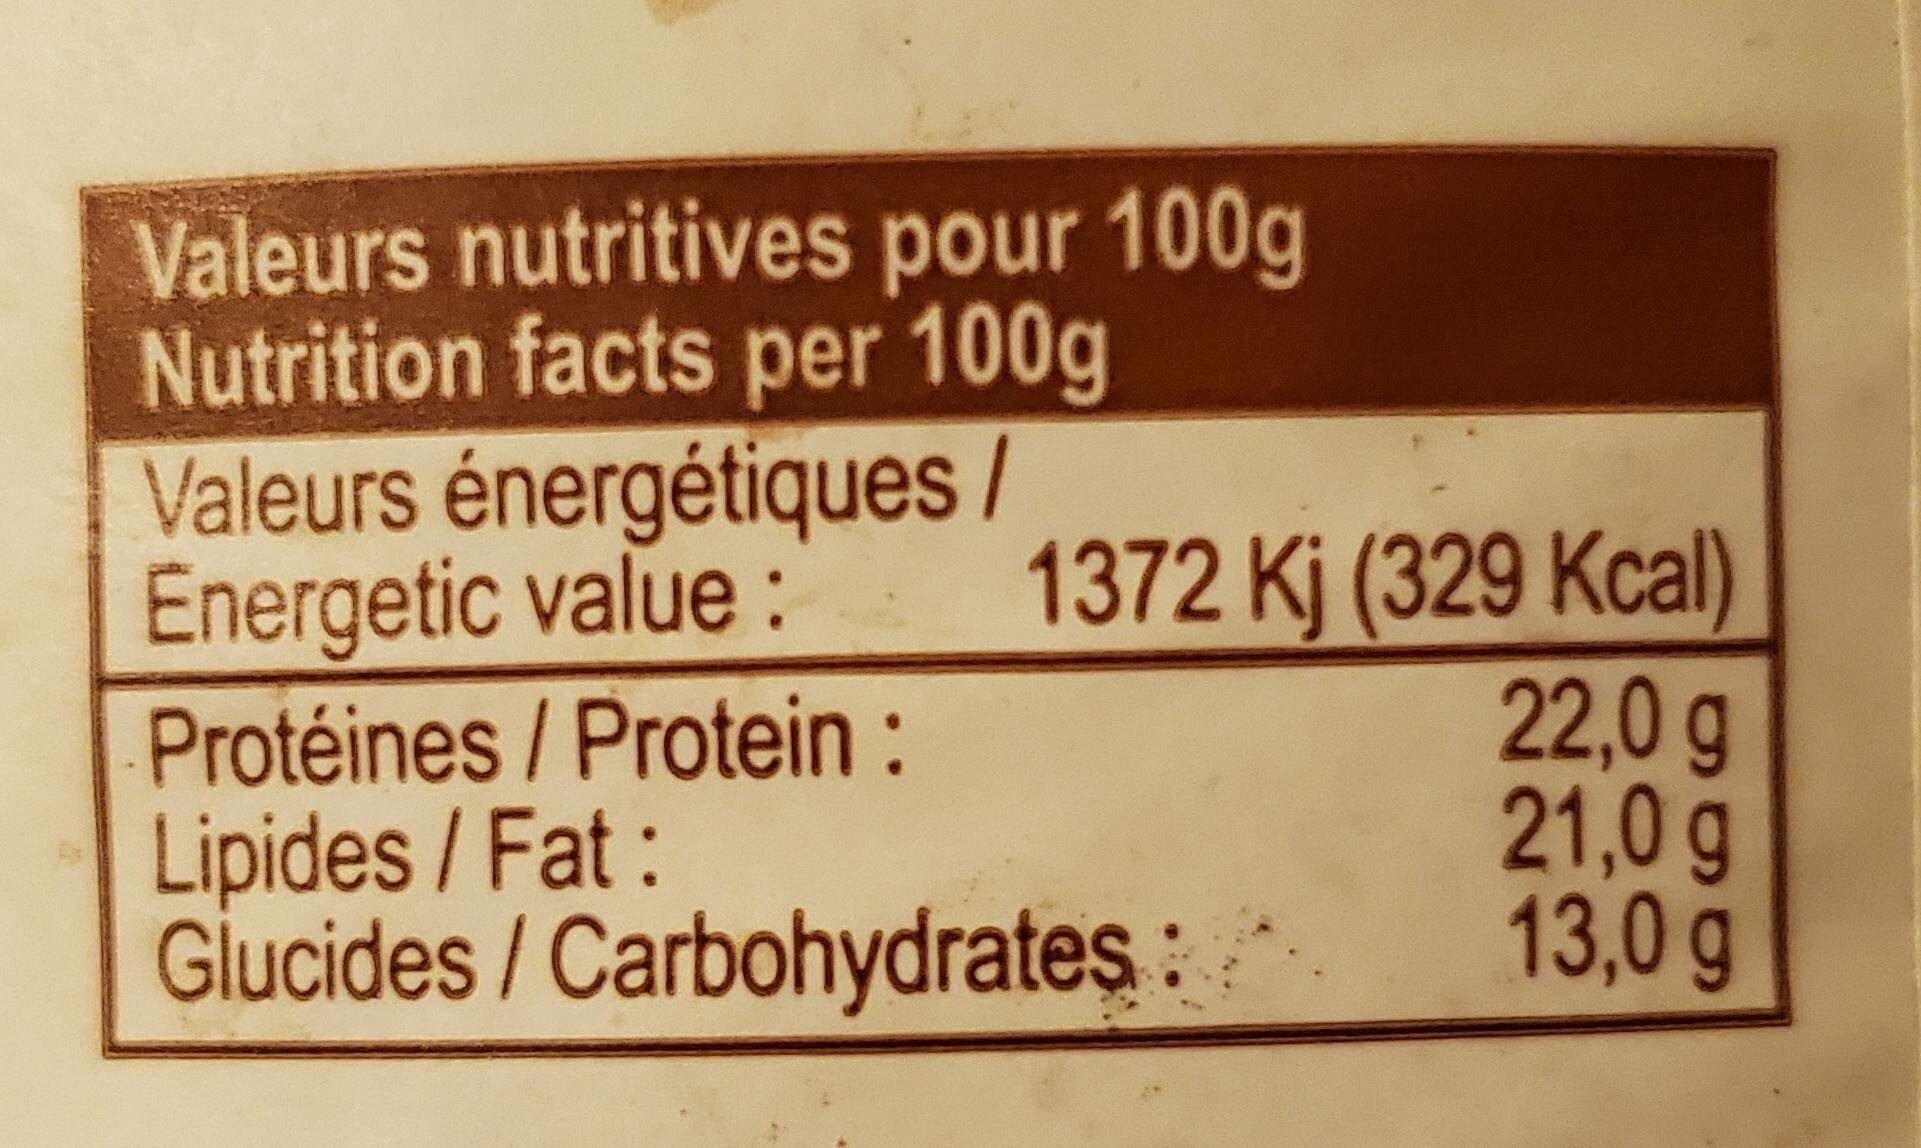 Valeurs nutritives pour 100g
Nutrition facts per 100g
Valeurs énergétiques /
Energetic value : 1372 Kj (329 Kcal)
Protéines / Protein : 22,0 g
Lipides / Fat : 21,0 g
Glucides / Carbohydrates : 13,0 g